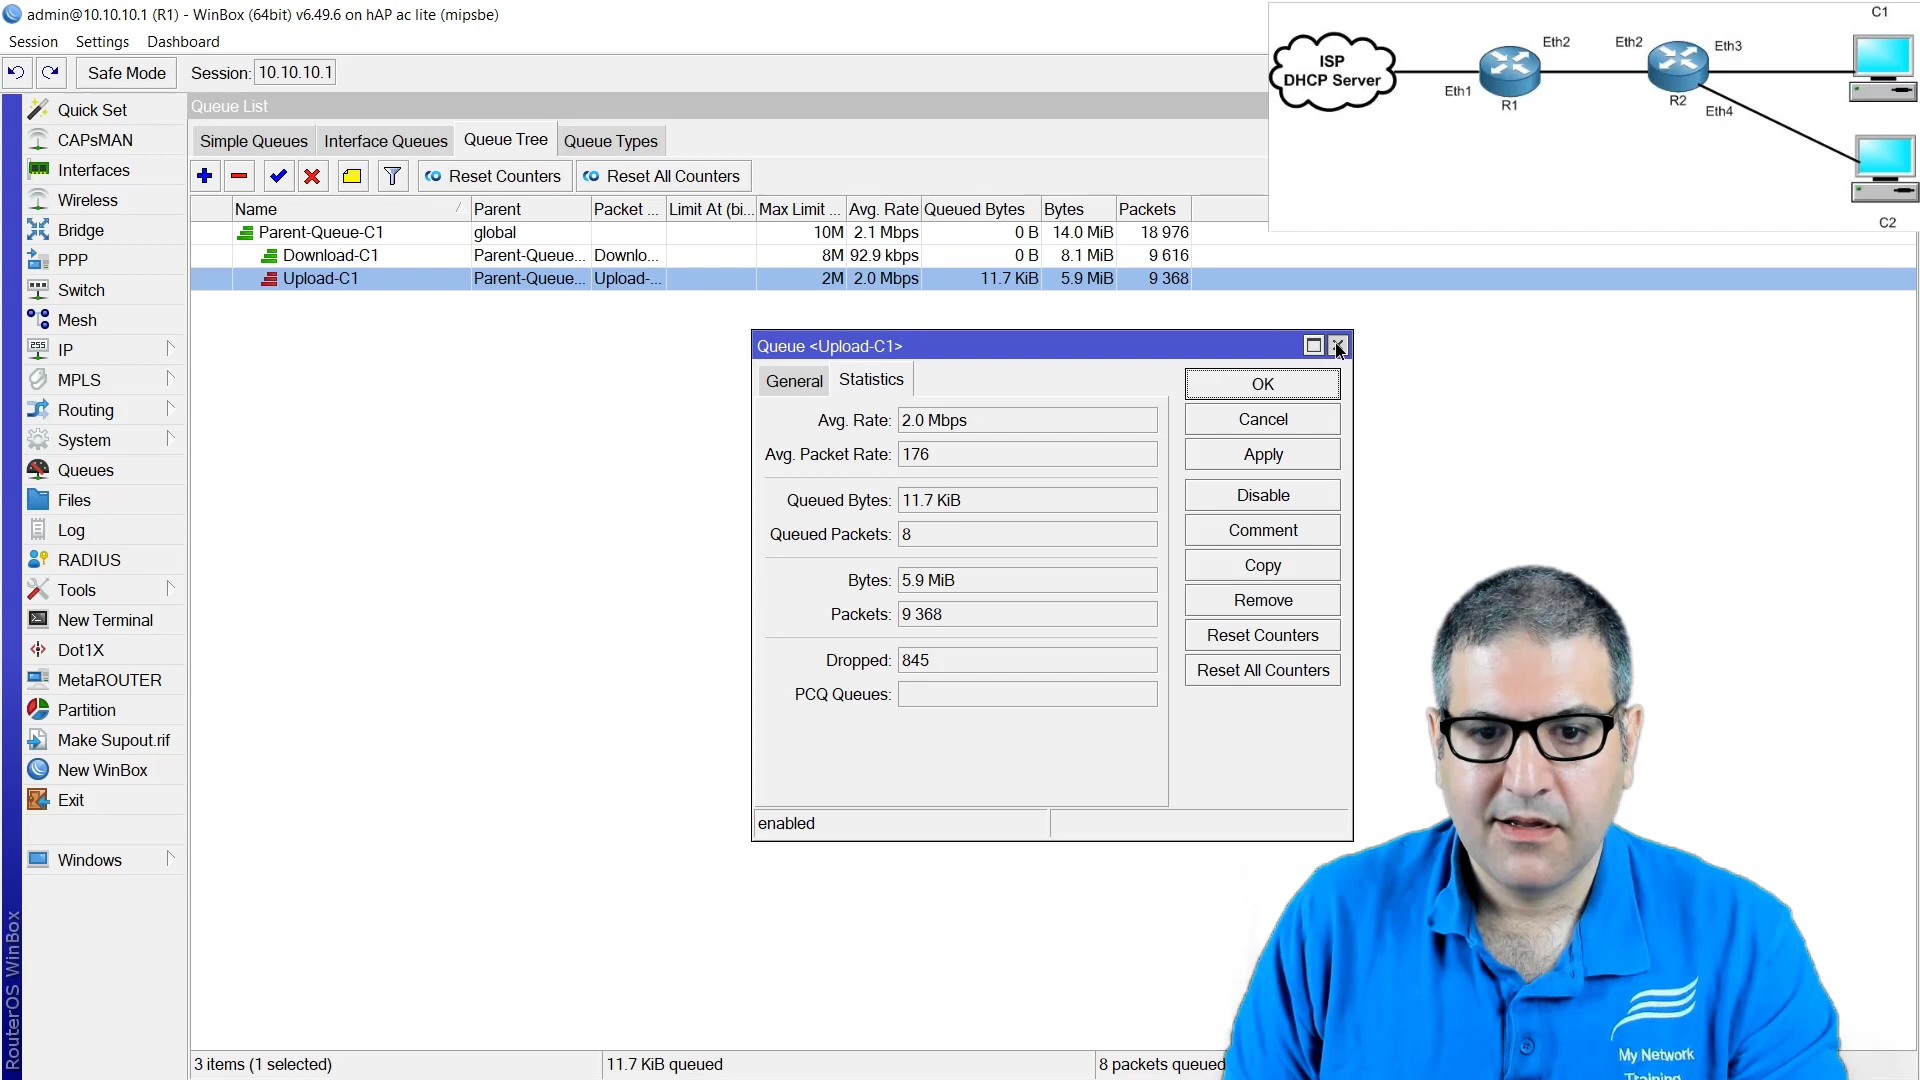 admin@10.10.10.1 (R1) - WinBox (64bit) v6.49.6 on hAP ac lite (mipsbe)
Session Settings Dashboard
Safe Mode Session: 10.10.10.1
Quick Set
CAPsMAN
Interfaces
Wireless
Bridge
PPP
Switch
Mesh
IP
MPLS
Routing
System
Queues
Files
Log
RADIUS
Tools
New Terminal
Dot1X
MetaROUTER
Partition
Make Supout.rif
New WinBox
Exit
Windows
RouterOS WinBox
Queue List
Simple Queues Interface Queues Queue Tree Queue Types
Reset Counters Reset All Counters
Name Parent Packet ... Limit At (bi... Max Limit ... Avg. Rate Queued Bytes Bytes Packets
Parent-Queue-C1 global 10M 2.1 Mbps 0 B 14.0 MiB 18 976
Download-C1 Parent-Queue... Downlo... 8M 92.9 kbps 0 B 8.1 MiB 9 616
Upload-C1 Parent-Queue... Upload-... 2M 2.0 Mbps 11.7 KiB 5.9 MiB 9 368
Queue <Upload-C1>
General Statistics
Avg. Rate: 2.0 Mbps
Avg. Packet Rate: 176
Queued Bytes: 11.7 KiB
Queued Packets: 8
Bytes: 5.9 MiB
Packets: 9 368
Dropped: 845
PCQ Queues:
OK
Cancel
Apply
Disable
Comment
Copy
Remove
Reset Counters
Reset All Counters
enabled
3 items (1 selected) 11.7 KiB queued 8 packets queued
C1
ISP
DHCP Server
Eth1
R1
Eth2
Eth2
R2
Eth3
Eth4
C2
My Network
Training